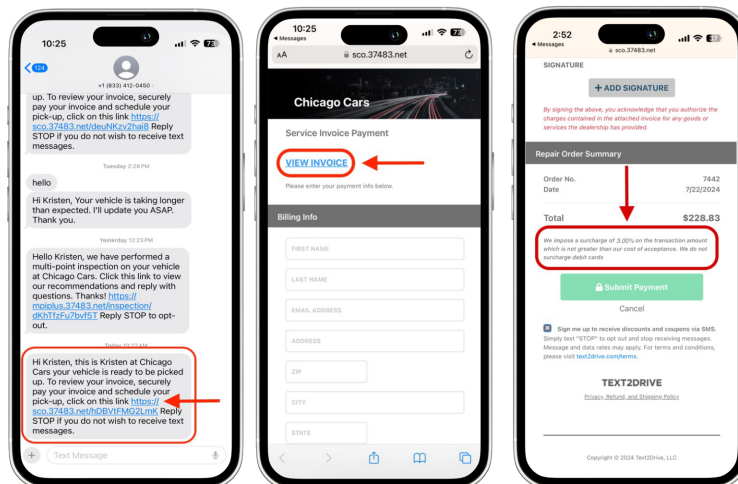 10:25
73
124
+1 (833) 412-0450
up. To review your invoice, securely
pay your invoice and schedule your
pick-up, click on this link https://
sco.37483.net/deuNKzv2hai8 Reply
STOP if you do not wish to receive text
messages.
Tuesday 2:28 PM
hello
Hi Kristen, Your vehicle is taking longer
than expected. I'll update you ASAP.
Thank you.
Yesterday 12:23 PM
Hello Kristen, we have performed a
multi-point inspection on your vehicle
at Chicago Cars. Click this link to view
our recommendations and reply with
questions. Thanks! https://
mpiplus.37483.net/inspection/
dKhTfzFu7bvf5T Reply STOP to opt-
out.
Today 10:22 AM
Hi Kristen, this is Kristen at Chicago
Cars your vehicle is ready to be picked
up. To review your invoice, securely
pay your invoice and schedule your
pick-up, click on this link https://
sco.37483.net/hDBVtFMG2LmK Reply
STOP if you do not wish to receive text
messages.
Text Message
10:25
73
Messages
AA
sco.37483.net
Chicago Cars
Service Invoice Payment
VIEW INVOICE
Please enter your payment info below.
Billing Info
FIRST NAME
LAST NAME
EMAIL ADDRESS
ADDRESS
ZIP
CITY
STATE
2:52
Messages
sco.37483.net
SIGNATURE
+ ADD SIGNATURE
By signing the above, you acknowledge that you authorize the
charges contained in the attached invoice for any goods or
services the dealership has provided.
Repair Order Summary
Order No. 7442
Date 7/22/2024
Total $228.83
We impose a surcharge of 3.00% on the transaction amount
which is not greater than our cost of acceptance. We do not
surcharge debit cards
Submit Payment
Cancel
Sign me up to receive discounts and coupons via SMS.
Simply text "STOP" to opt out and stop receiving messages.
Message and data rates may apply. For terms and conditions,
please visit text2drive.com/terms.
TEXT2DRIVE
Privacy, Refund, and Shipping Policy
Copyright © 2024 Text2Drive, LLC